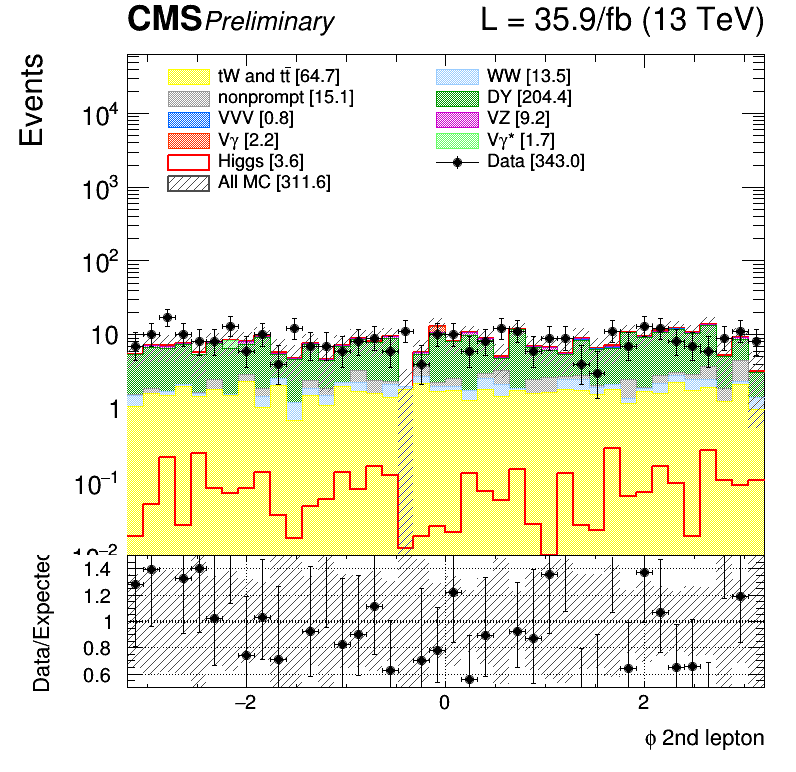 CMS Preliminary L = 35.9/fb (13 TeV)
Events
tW and tt̄ [64.7] WW [13.5]
nonprompt [15.1] DY [204.4]
VVV [0.8] VZ [9.2]
Vγ [2.2] Vγ* [1.7]
Higgs [3.6] Data [343.0]
All MC [311.6]
10⁴
10³
10²
10
1
10⁻¹
10⁻²
Data/Expected
1.4
1.2
1
0.8
0.6
−2 0 2
ϕ 2nd lepton